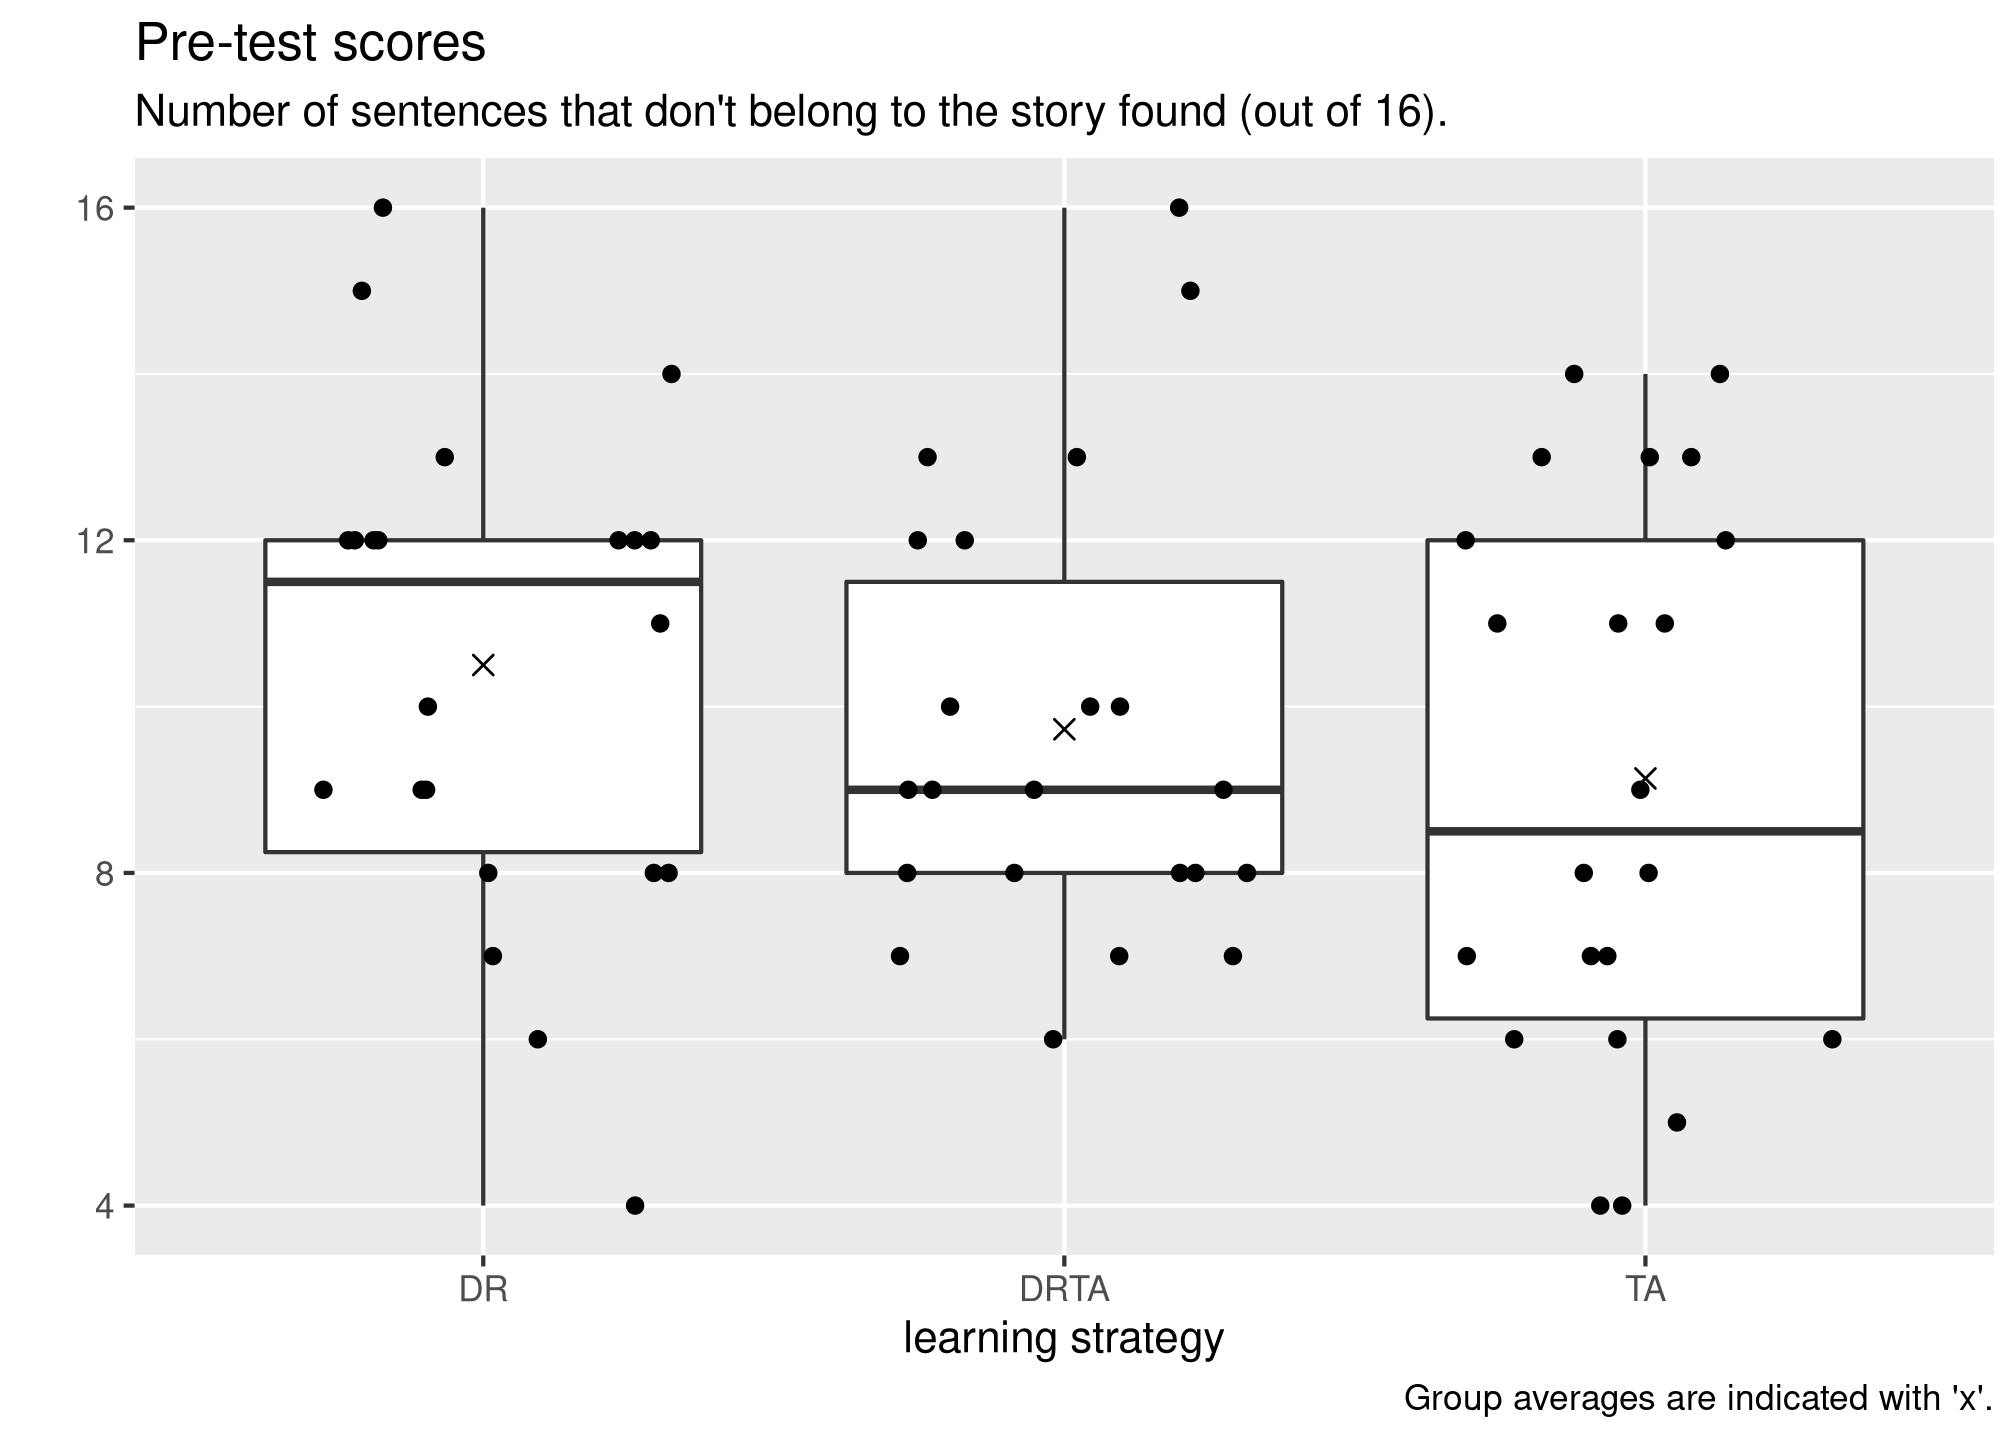 Pre-test scores
Number of sentences that don't belong to the story found (out of 16).
16
12
8
4
DR DRTA TA
learning strategy
Group averages are indicated with 'x'.